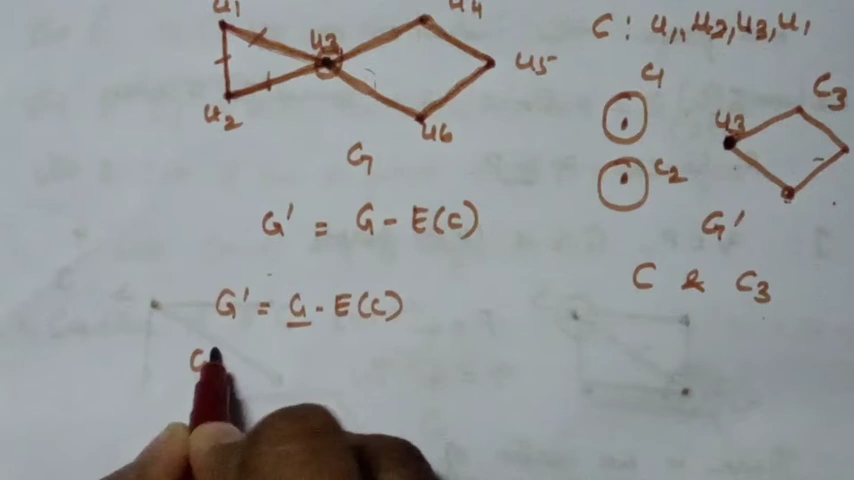 u1
u4
C : u1, u2, u3, u1
u3
u5
C1
C3
u2
u6
u3
C2
G
G' = G - E(C)
G'
C & C3
G' = G - E(C)
C